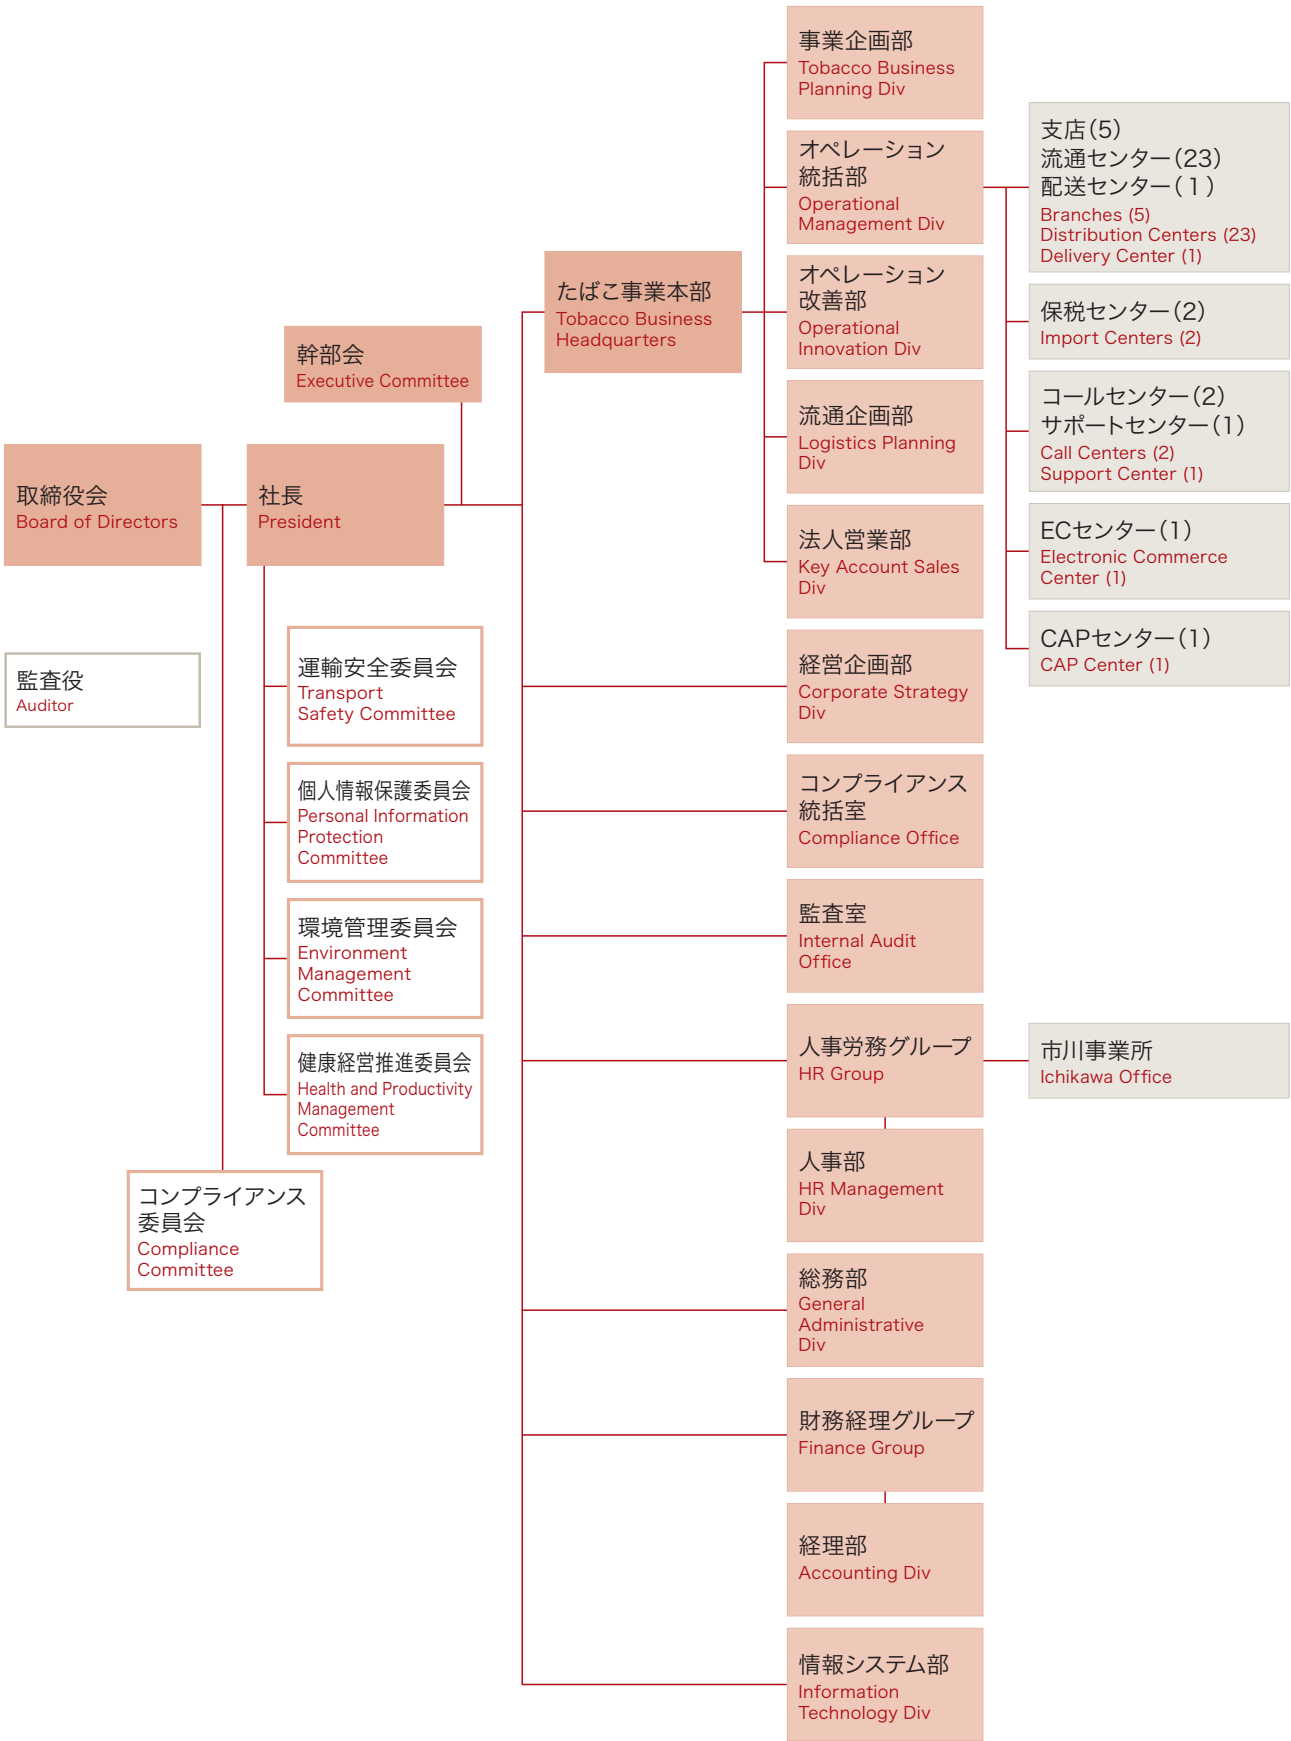 取締役会
Board of Directors
監査役
Auditor
コンプライアンス
委員会
Compliance
Committee
幹部会
Executive Committee
社長
President
運輸安全委員会
Transport
Safety Committee
個人情報保護委員会
Personal Information
Protection
Committee
環境管理委員会
Environment
Management
Committee
健康経営推進委員会
Health and Productivity
Management
Committee
たばこ事業本部
Tobacco Business
Headquarters
事業企画部
Tobacco Business
Planning Div
オペレーション
統括部
Operational
Management Div
オペレーション
改善部
Operational
Innovation Div
流通企画部
Logistics Planning
Div
法人営業部
Key Account Sales
Div
経営企画部
Corporate Strategy
Div
コンプライアンス
統括室
Compliance Office
監査室
Internal Audit
Office
人事労務グループ
HR Group
人事部
HR Management
Div
総務部
General
Administrative
Div
財務経理グループ
Finance Group
経理部
Accounting Div
情報システム部
Information
Technology Div
支店(5)
流通センター(23)
配送センター(1)
Branches (5)
Distribution Centers (23)
Delivery Center (1)
保税センター(2)
Import Centers (2)
コールセンター(2)
サポートセンター(1)
Call Centers (2)
Support Center (1)
ECセンター(1)
Electronic Commerce
Center (1)
CAPセンター(1)
CAP Center (1)
市川事業所
Ichikawa Office